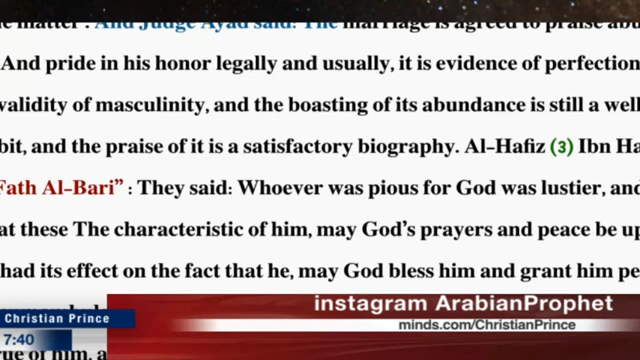 matter". And Judge Ayad said: The marriage is agreed to praise
And pride in his honor legally and usually, it is evidence of perfection
validity of masculinity, and the boasting of its abundance is still a well
bit, and the praise of it is a satisfactory biography. Al-Hafiz (3) Ibn Ha
Fath Al-Bari" : They said: Whoever was pious for God was lustier, and
at these The characteristic of him, may God's prayers and peace be up
had its effect on the fact that he, may God bless him and grant him pe
instagram ArabianProphet
Christian Prince
minds.com/ChristianPrince
7:40
of him, a